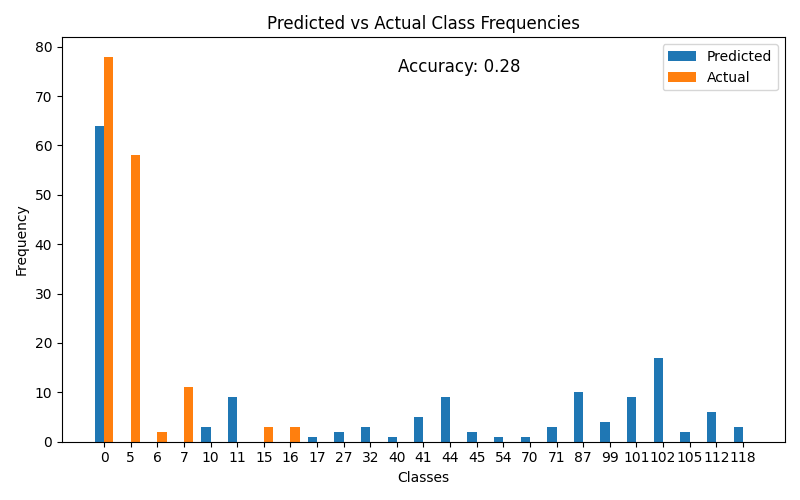 Predicted vs Actual Class Frequencies
Accuracy: 0.28
Predicted
Actual
Frequency
80
70
60
50
40
30
20
10
0
0 5 6 7 10 11 15 16 17 27 32 40 41 44 45 54 70 71 87 99 101 102 105 112 118
Classes